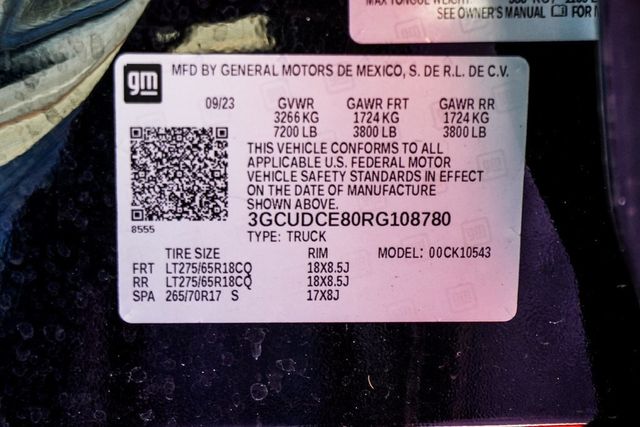 MAX TONGUE WEIGHT
SEE OWNER'S MANUAL FOR
gm
MFD BY GENERAL MOTORS DE MEXICO, S. DE R.L. DE C.V.
09/23 GVWR GAWR FRT GAWR RR
3266 KG 1724 KG 1724 KG
7200 LB 3800 LB 3800 LB
THIS VEHICLE CONFORMS TO ALL
APPLICABLE U.S. FEDERAL MOTOR
VEHICLE SAFETY STANDARDS IN EFFECT
ON THE DATE OF MANUFACTURE
SHOWN ABOVE.
3GCUDCE80RG108780
8555
TYPE: TRUCK
TIRE SIZE RIM MODEL: 00CK10543
FRT LT275/65R18CQ 18X8.5J
RR LT275/65R18CQ 18X8.5J
SPA 265/70R17 S 17X8J